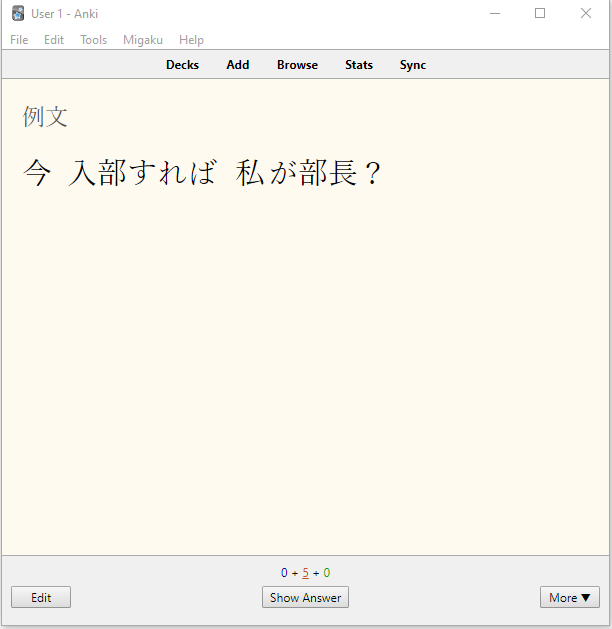 User 1 - Anki
File Edit Tools Migaku Help
Decks Add Browse Stats Sync
例文
今 入部すれば 私が部長？
0 + 5 + 0
Edit Show Answer More ▼